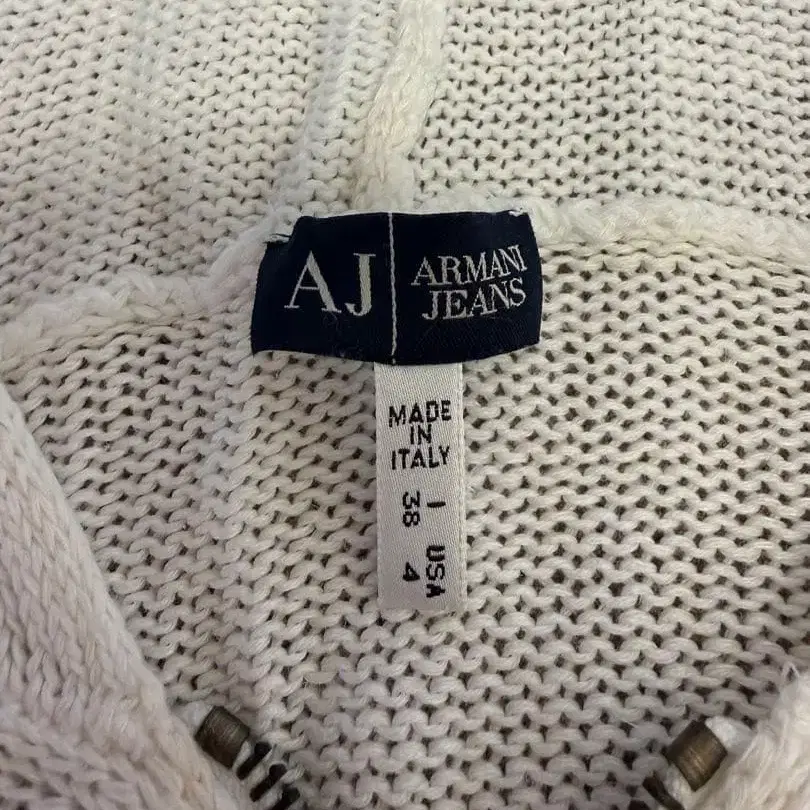 AJ
ARMANI
JEANS
MADE
IN
ITALY
I USA
38 4